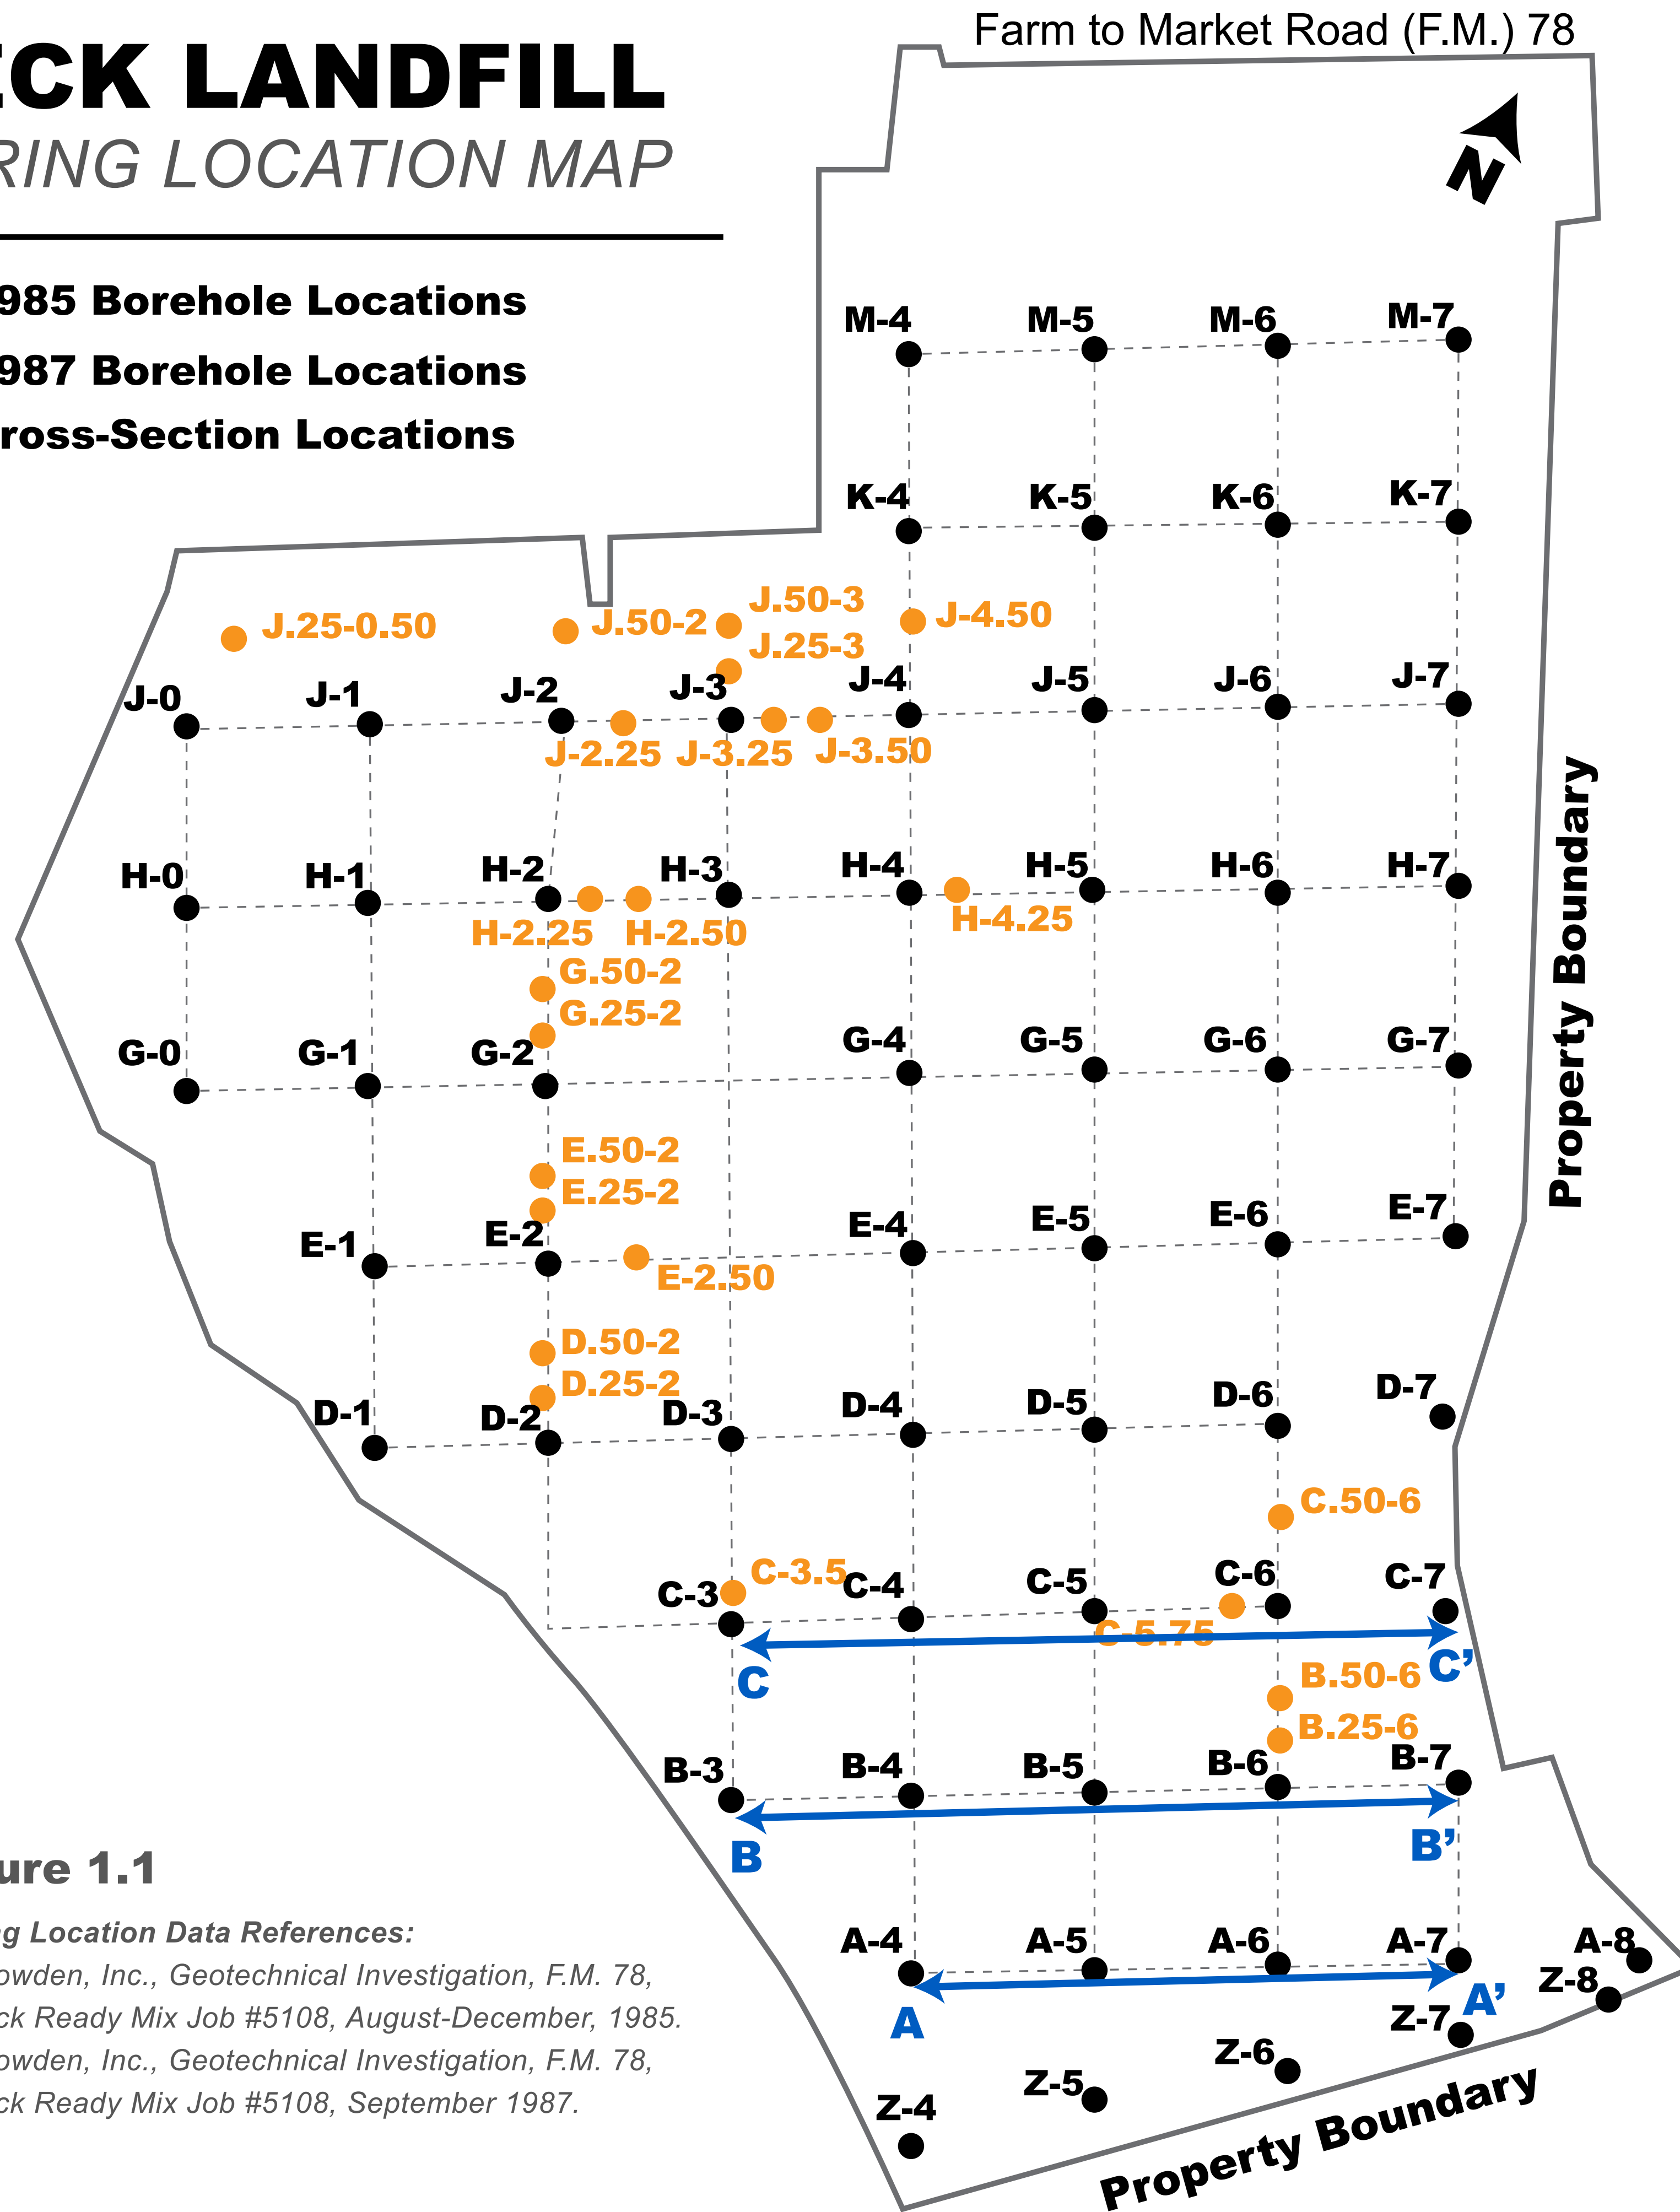 Farm to Market Road (F.M.) 78
ECK LANDFILL
RING LOCATION MAP
N
985 Borehole Locations
987 Borehole Locations
ross-Section Locations
M-4 M-5 M-6 M-7
K-4 K-5 K-6 K-7
J.25-0.50 J.50-2 J.50-3 J-4.50
J.25-3
J-0 J-1 J-2 J-3 J-4 J-5 J-6 J-7
J-2.25 J-3.25 J-3.50
Property Boundary
H-0 H-1 H-2 H-3 H-4 H-5 H-6 H-7
H-2.25 H-2.50 H-4.25
G.50-2
G.25-2
G-0 G-1 G-2 G-4 G-5 G-6 G-7
E.50-2
E.25-2
E-1 E-2 E-4 E-5 E-6 E-7
E-2.50
D.50-2
D.25-2
D-1 D-2 D-3 D-4 D-5 D-6 D-7
C.50-6
C-3.5
C-3 C-4 C-5 C-6 C-7
C-5.75
C C’
B.50-6
B.25-6
B-3 B-4 B-5 B-6 B-7
B B’
ure 1.1
g Location Data References:
owden, Inc., Geotechnical Investigation, F.M. 78,
ck Ready Mix Job #5108, August-December, 1985.
owden, Inc., Geotechnical Investigation, F.M. 78,
ck Ready Mix Job #5108, September 1987.
A-4 A-5 A-6 A-7 A-8
A A’
Z-8
Z-7
Z-6
Z-5
Z-4
Property Boundary